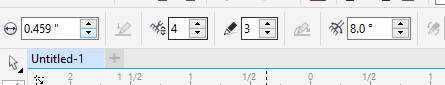 0.459 " 4 3 8.0 °
Untitled-1
2 1 1/2 1 1/2 0 1/2 1